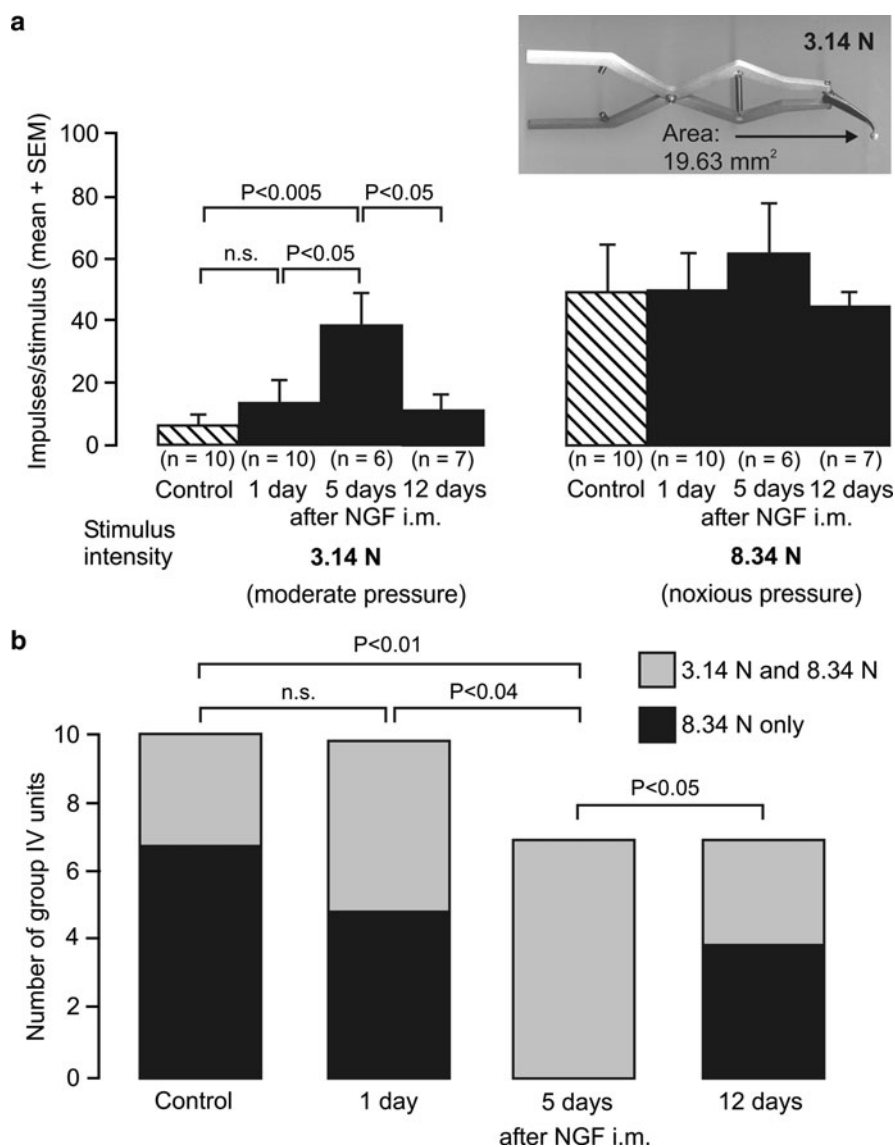 a
3.14 N
Area:
19.63 mm²
Impulses/stimulus (mean + SEM)
100
80
60
40
20
0
P<0.005
P<0.05
n.s.
P<0.05
(n = 10) (n = 10) (n = 6) (n = 7)
Control 1 day 5 days 12 days
after NGF i.m.
(n = 10) (n = 10) (n = 6) (n = 7)
Control 1 day 5 days 12 days
after NGF i.m.
Stimulus
intensity
3.14 N
(moderate pressure)
8.34 N
(noxious pressure)
b
P<0.01
n.s.
P<0.04
P<0.05
3.14 N and 8.34 N
8.34 N only
Number of group IV units
10
8
6
4
2
0
Control 1 day 5 days 12 days
after NGF i.m.